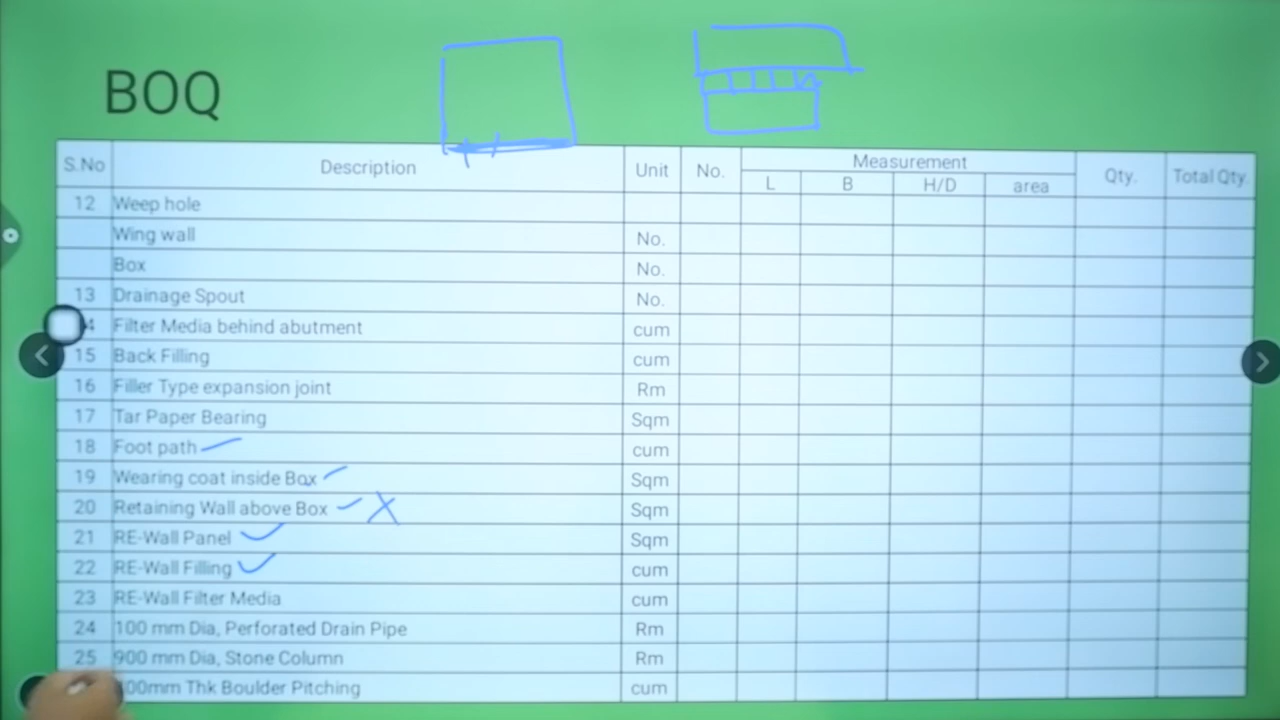 BOQ
S.No Description Unit No. Measurement Qty. Total Qty.
L B H/D area
12 Weep hole
Wing wall No.
Box No.
13 Drainage Spout No.
4 Filter Media behind abutment cum
15 Back Filling cum
16 Filler Type expansion joint Rm
17 Tar Paper Bearing Sqm
18 Foot path cum
19 Wearing coat inside Box Sqm
20 Retaining Wall above Box Sqm
21 RE-Wall Panel Sqm
22 RE-Wall Filling cum
23 RE-Wall Filter Media cum
24 100 mm Dia, Perforated Drain Pipe Rm
25 900 mm Dia, Stone Column Rm
00mm Thk Boulder Pitching cum